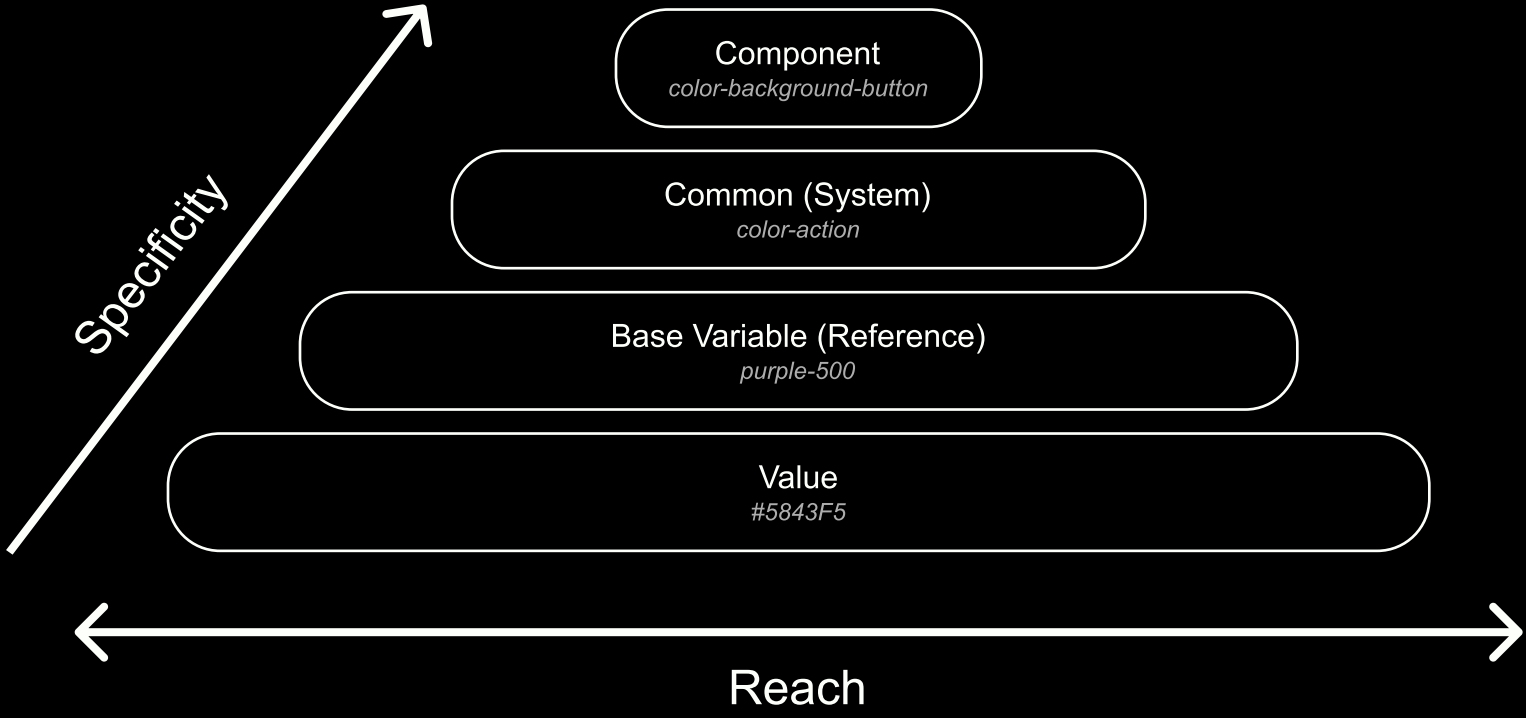 Component
color-background-button
Common (System)
color-action
Specificity
Base Variable (Reference)
purple-500
Value
#5843F5
Reach